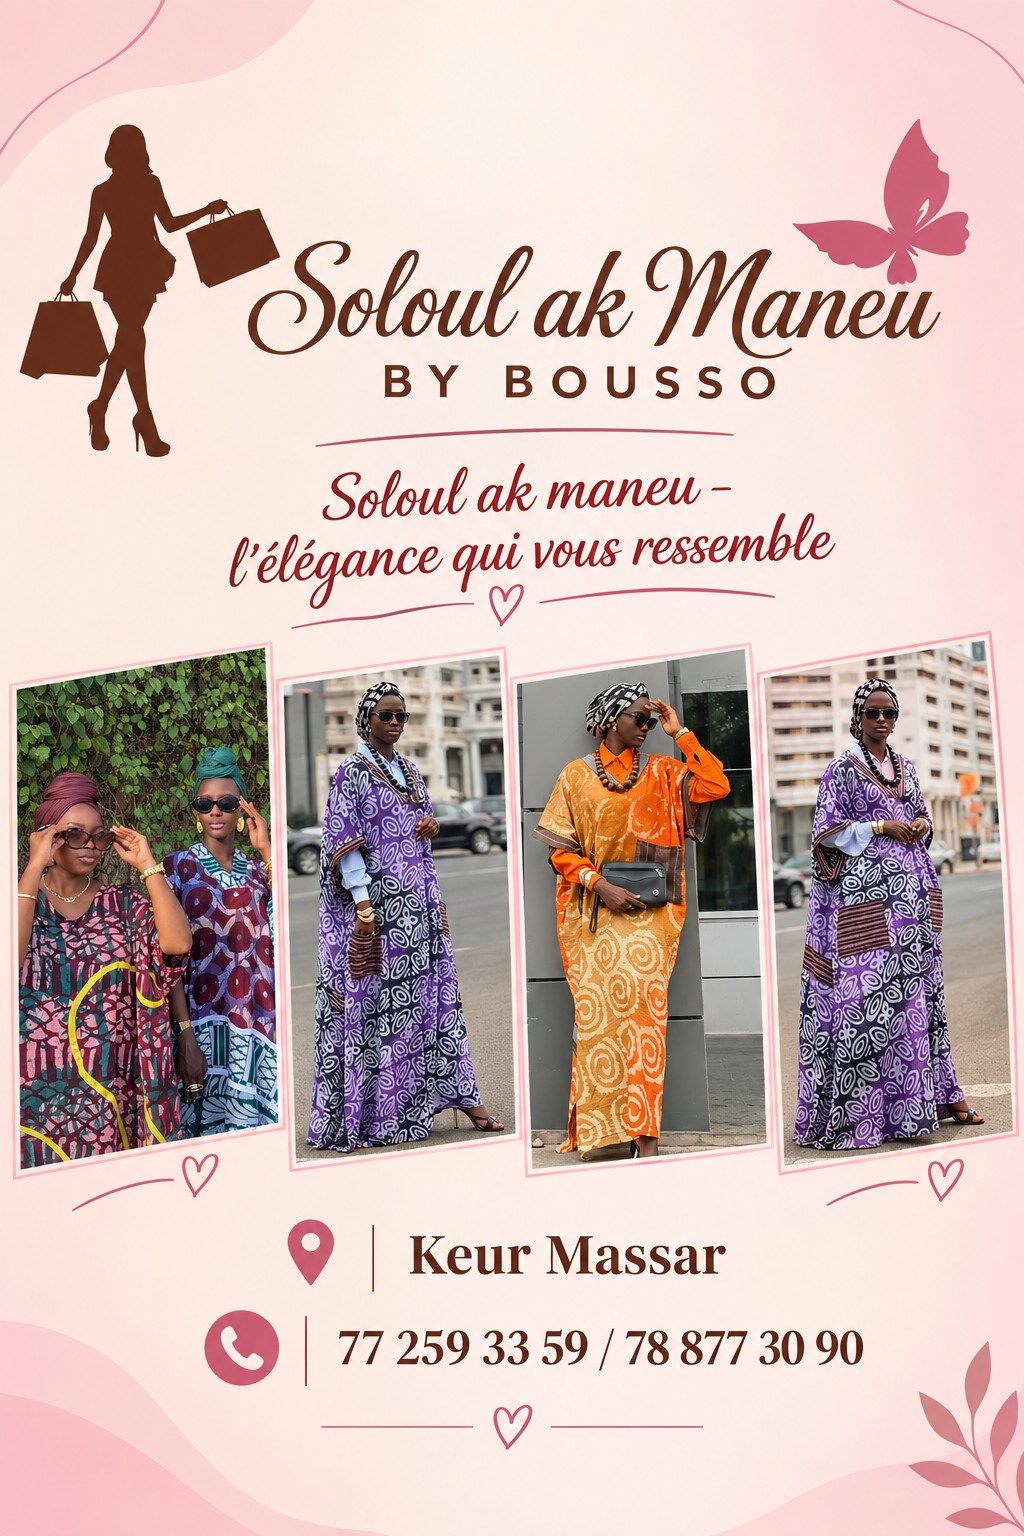 Soloul ak Maneu
BY BOUSSO
Soloul ak maneu -
l'élégance qui vous ressemble
Keur Massar
77 259 33 59 / 78 877 30 90